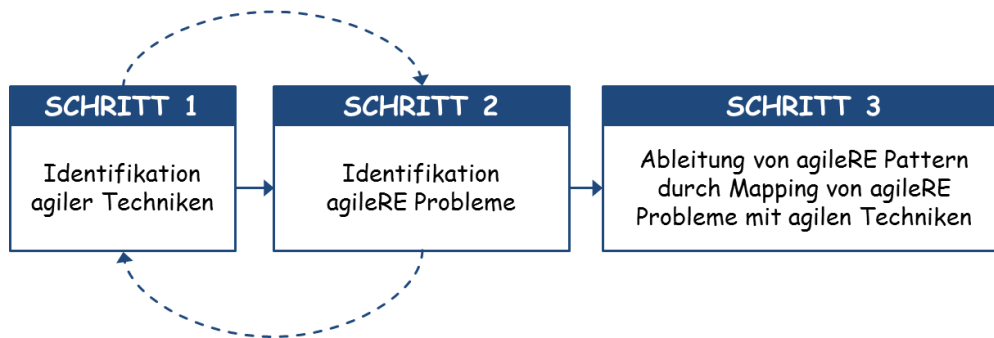 SCHRITT 1
Identifikation
agiler Techniken
SCHRITT 2
Identifikation
agileRE Probleme
SCHRITT 3
Ableitung von agileRE Pattern
durch Mapping von agileRE
Probleme mit agilen Techniken